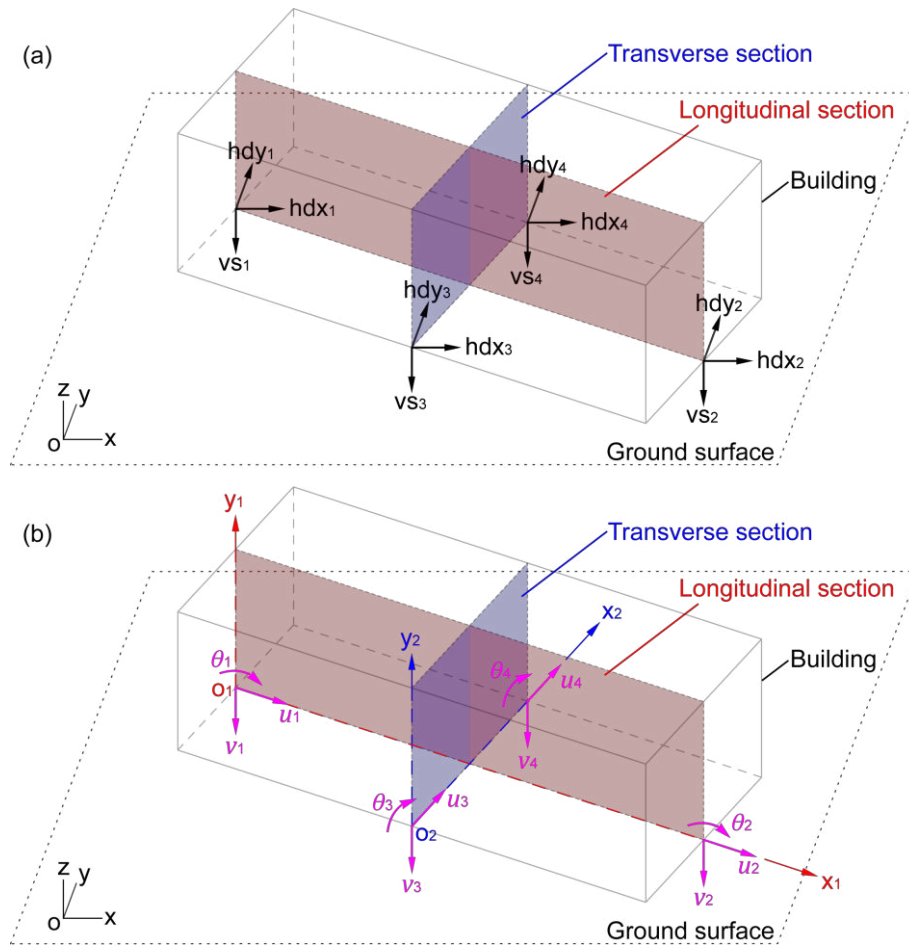 (a)
Transverse section
Longitudinal section
Building
hdy1
hdx1
vs1
hdy4
hdx4
vs4
hdy3
hdx3
vs3
hdy2
hdx2
vs2
z
y
o
x
Ground surface
(b)
y1
Transverse section
Longitudinal section
x2
y2
Building
θ1
o1
u1
v1
θ4
u4
v4
θ3
u3
o2
v3
θ2
u2
v2
x1
z
y
o
x
Ground surface